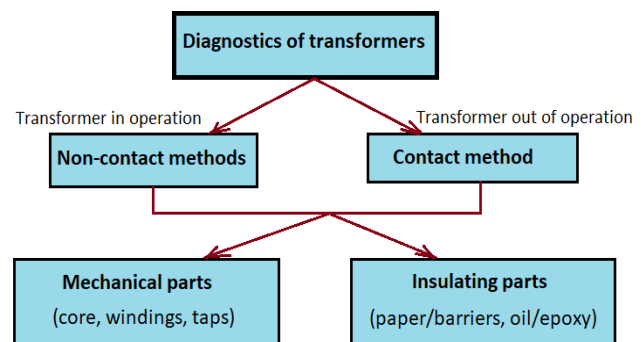 Diagnostics of transformers
Transformer in operation
Transformer out of operation
Non-contact methods
Contact method
Mechanical parts
(core, windings, taps)
Insulating parts
(paper/barriers, oil/epoxy)